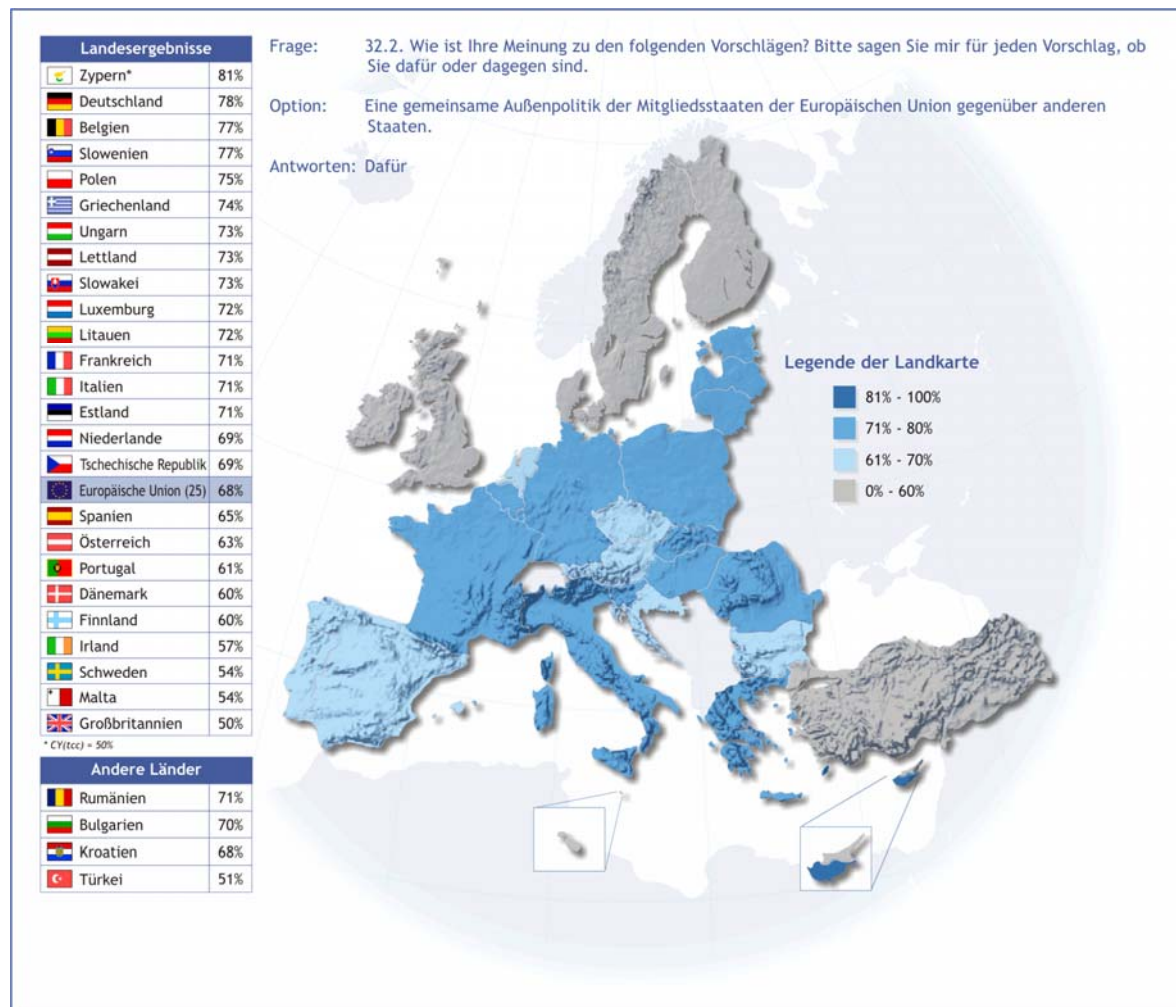 Landesergebnisse
Zypern* 81%
Deutschland 78%
Belgien 77%
Slowenien 77%
Polen 75%
Griechenland 74%
Ungarn 73%
Lettland 73%
Slowakei 73%
Luxemburg 72%
Litauen 72%
Frankreich 71%
Italien 71%
Estland 71%
Niederlande 69%
Tschechische Republik 69%
Europäische Union (25) 68%
Spanien 65%
Österreich 63%
Portugal 61%
Dänemark 60%
Finnland 60%
Irland 57%
Schweden 54%
Malta 54%
Großbritannien 50%
* CY(tcc) = 50%
Andere Länder
Rumänien 71%
Bulgarien 70%
Kroatien 68%
Türkei 51%
Frage: 32.2. Wie ist Ihre Meinung zu den folgenden Vorschlägen? Bitte sagen Sie mir für jeden Vorschlag, ob
Sie dafür oder dagegen sind.
Option: Eine gemeinsame Außenpolitik der Mitgliedsstaaten der Europäischen Union gegenüber anderen
Staaten.
Antworten: Dafür
Legende der Landkarte
81% - 100%
71% - 80%
61% - 70%
0% - 60%